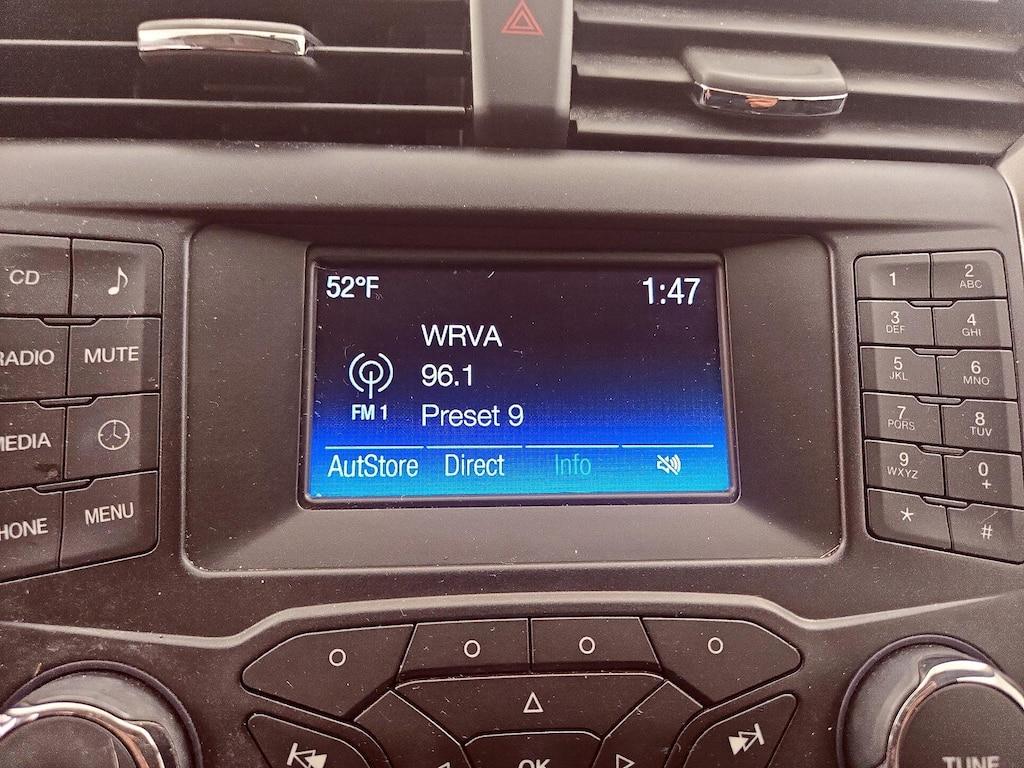 52°F
1:47
WRVA
96.1
FM 1
Preset 9
AutStore Direct Info
CD
RADIO MUTE
MEDIA
PHONE MENU
1
2 ABC
3 DEF
4 GHI
5 JKL
6 MNO
7 PQRS
8 TUV
9 WXYZ
0 +
*
#
OK
TUNE